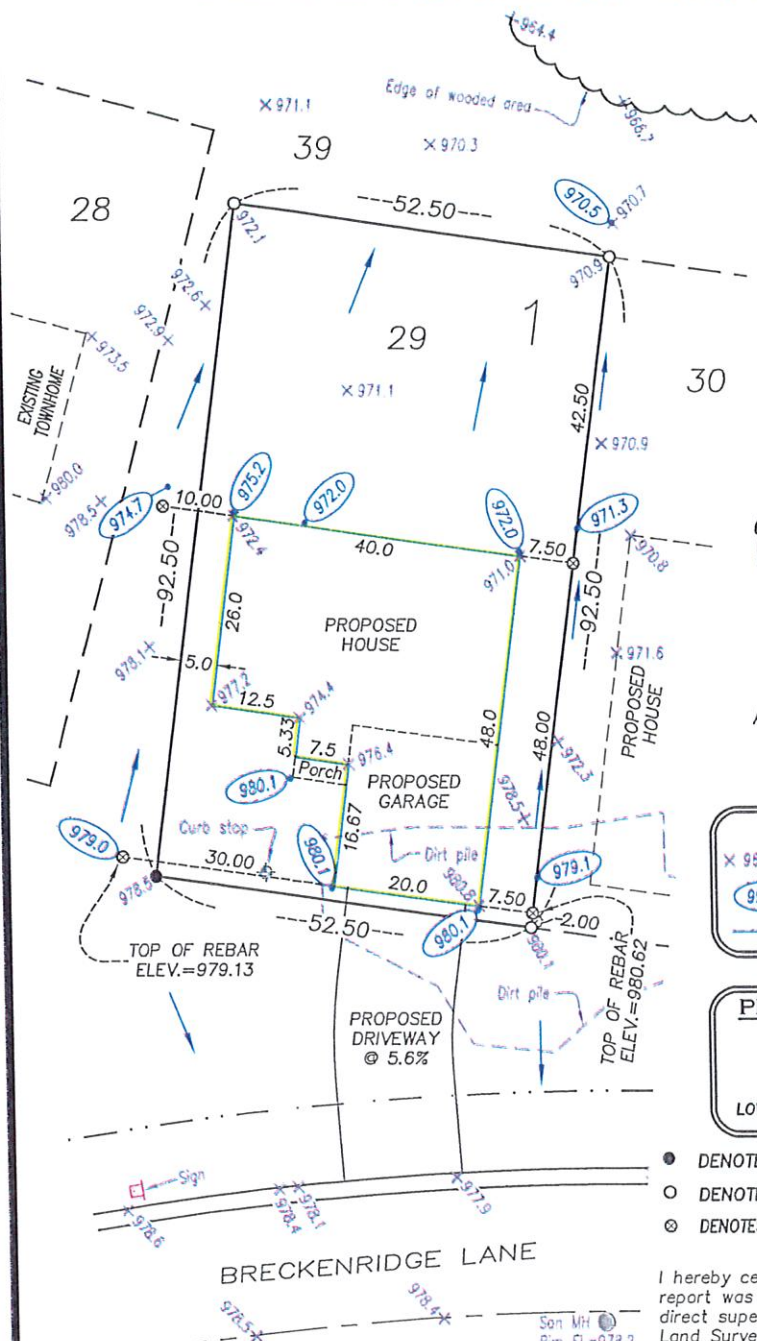 964.4
Edge of wooded area
966.7
971.1
970.3
39
28
52.50
970.5
970.7
972.1
970.9
972.6
29
1
972.9
973.5
30
EXISTING
TOWNHOME
971.1
42.50
970.9
980.0
978.5
974.7
10.00
975.2
972.0
972.0
971.3
972.4
40.0
971.0
7.50
970.8
92.50
92.50
26.0
PROPOSED
HOUSE
978.1
5.0
971.6
977.2
12.5
974.4
PROPOSED
HOUSE
5.33
7.5
976.4
48.0
48.00
972.3
Porch
PROPOSED
GARAGE
980.1
978.5
979.0
Curb stop
980.1
16.67
Dirt pile
979.1
30.00
980.8
978.5
20.0
7.50
2.00
52.50
980.1
980.1
TOP OF REBAR
ELEV.=979.13
TOP OF REBAR
ELEV.=980.62
Dirt pile
PROPOSED
DRIVEWAY
@ 5.6%
Sign
978.6
978.4
978.1
977.9
BRECKENRIDGE LANE
978.5
978.4
San MH
DENOTE
DENOTE
DENOTE
I hereby ce
report was
direct supe
Land Surve